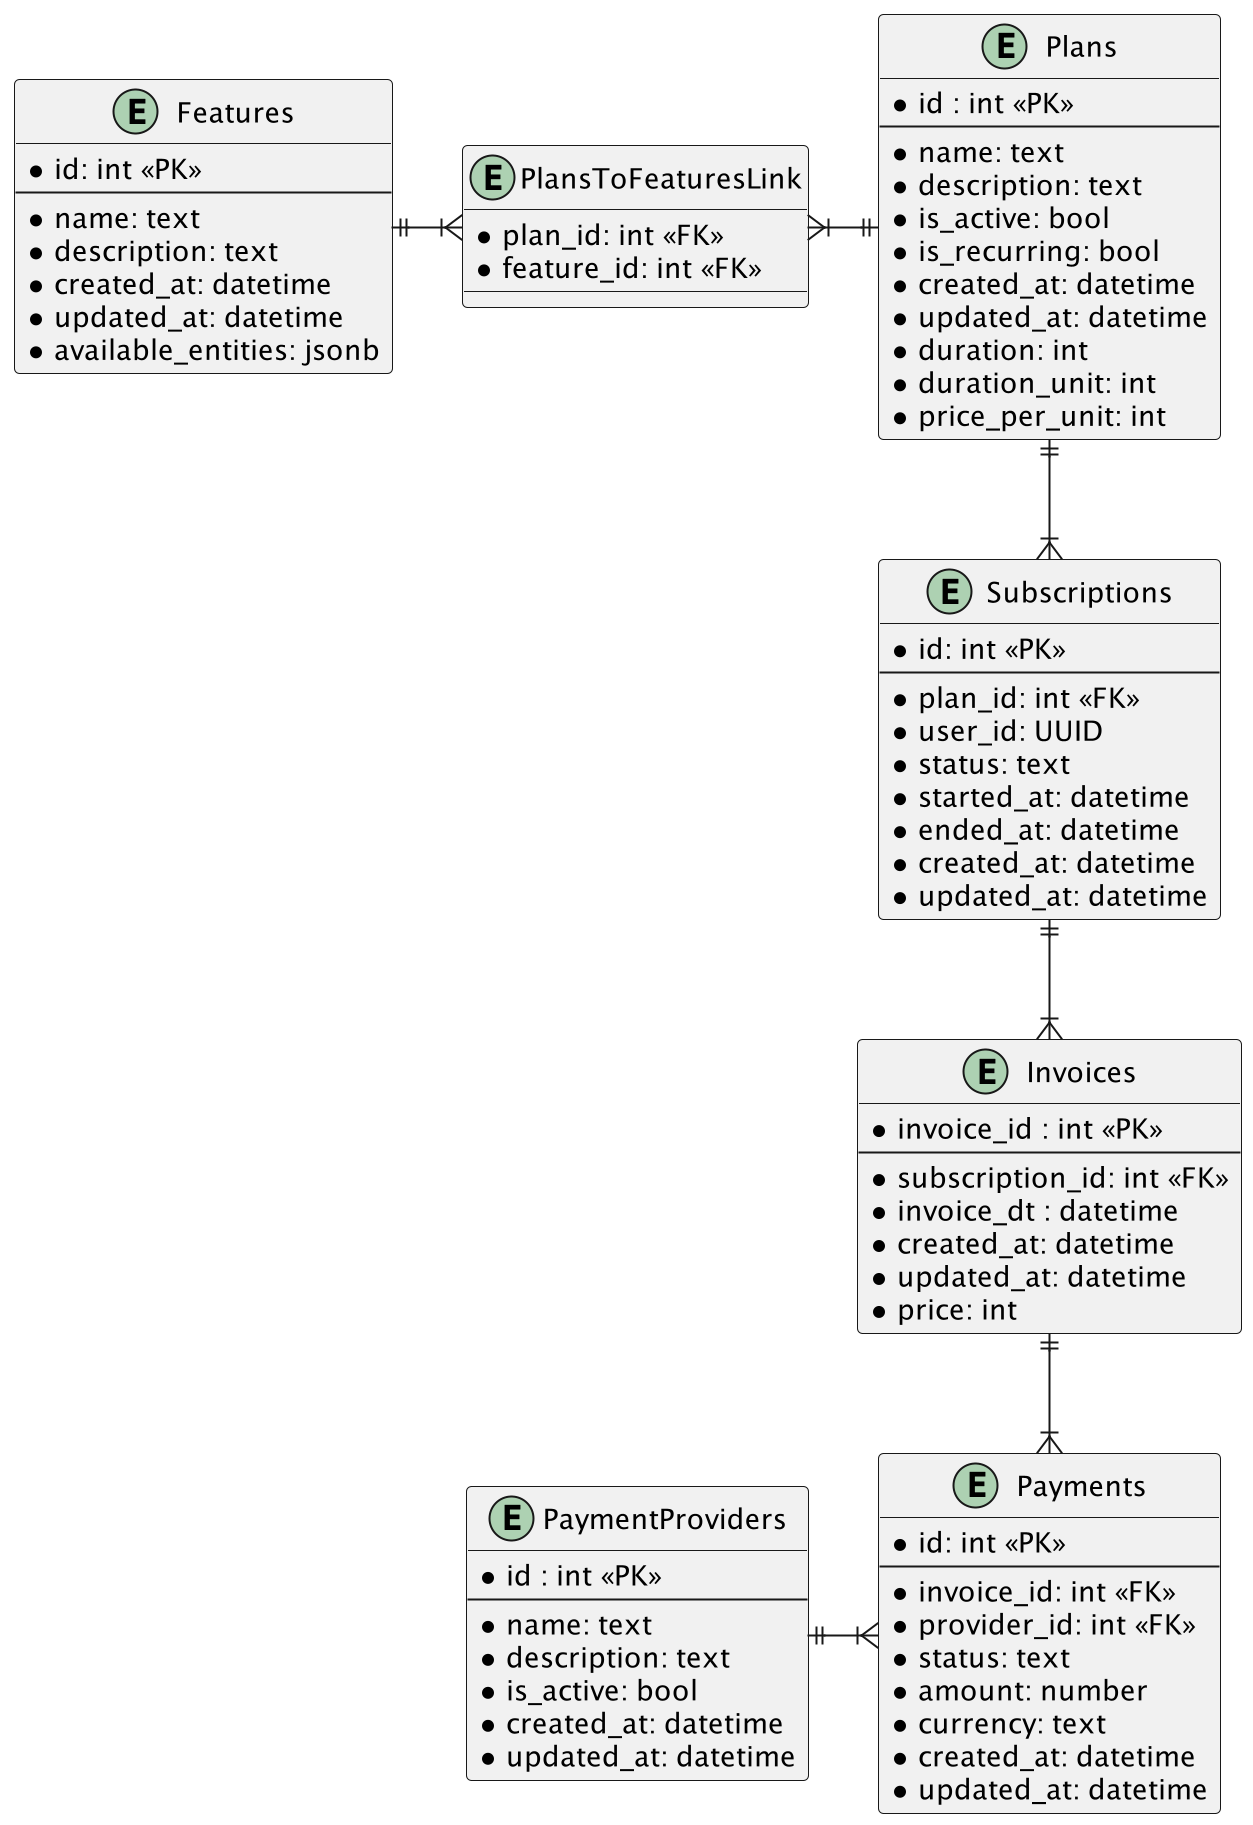 E Features
id: int «PK»
name: text
description: text
created_at: datetime
updated_at: datetime
available_entities: jsonb
E PlansToFeaturesLink
plan_id: int «FK»
feature_id: int «FK»
E Plans
id : int «PK»
name: text
description: text
is_active: bool
is_recurring: bool
created_at: datetime
updated_at: datetime
duration: int
duration_unit: int
price_per_unit: int
E Subscriptions
id: int «PK»
plan_id: int «FK»
user_id: UUID
status: text
started_at: datetime
ended_at: datetime
created_at: datetime
updated_at: datetime
E Invoices
invoice_id : int «PK»
subscription_id: int «FK»
invoice_dt : datetime
created_at: datetime
updated_at: datetime
price: int
E PaymentProviders
id : int «PK»
name: text
description: text
is_active: bool
created_at: datetime
updated_at: datetime
E Payments
id: int «PK»
invoice_id: int «FK»
provider_id: int «FK»
status: text
amount: number
currency: text
created_at: datetime
updated_at: datetime